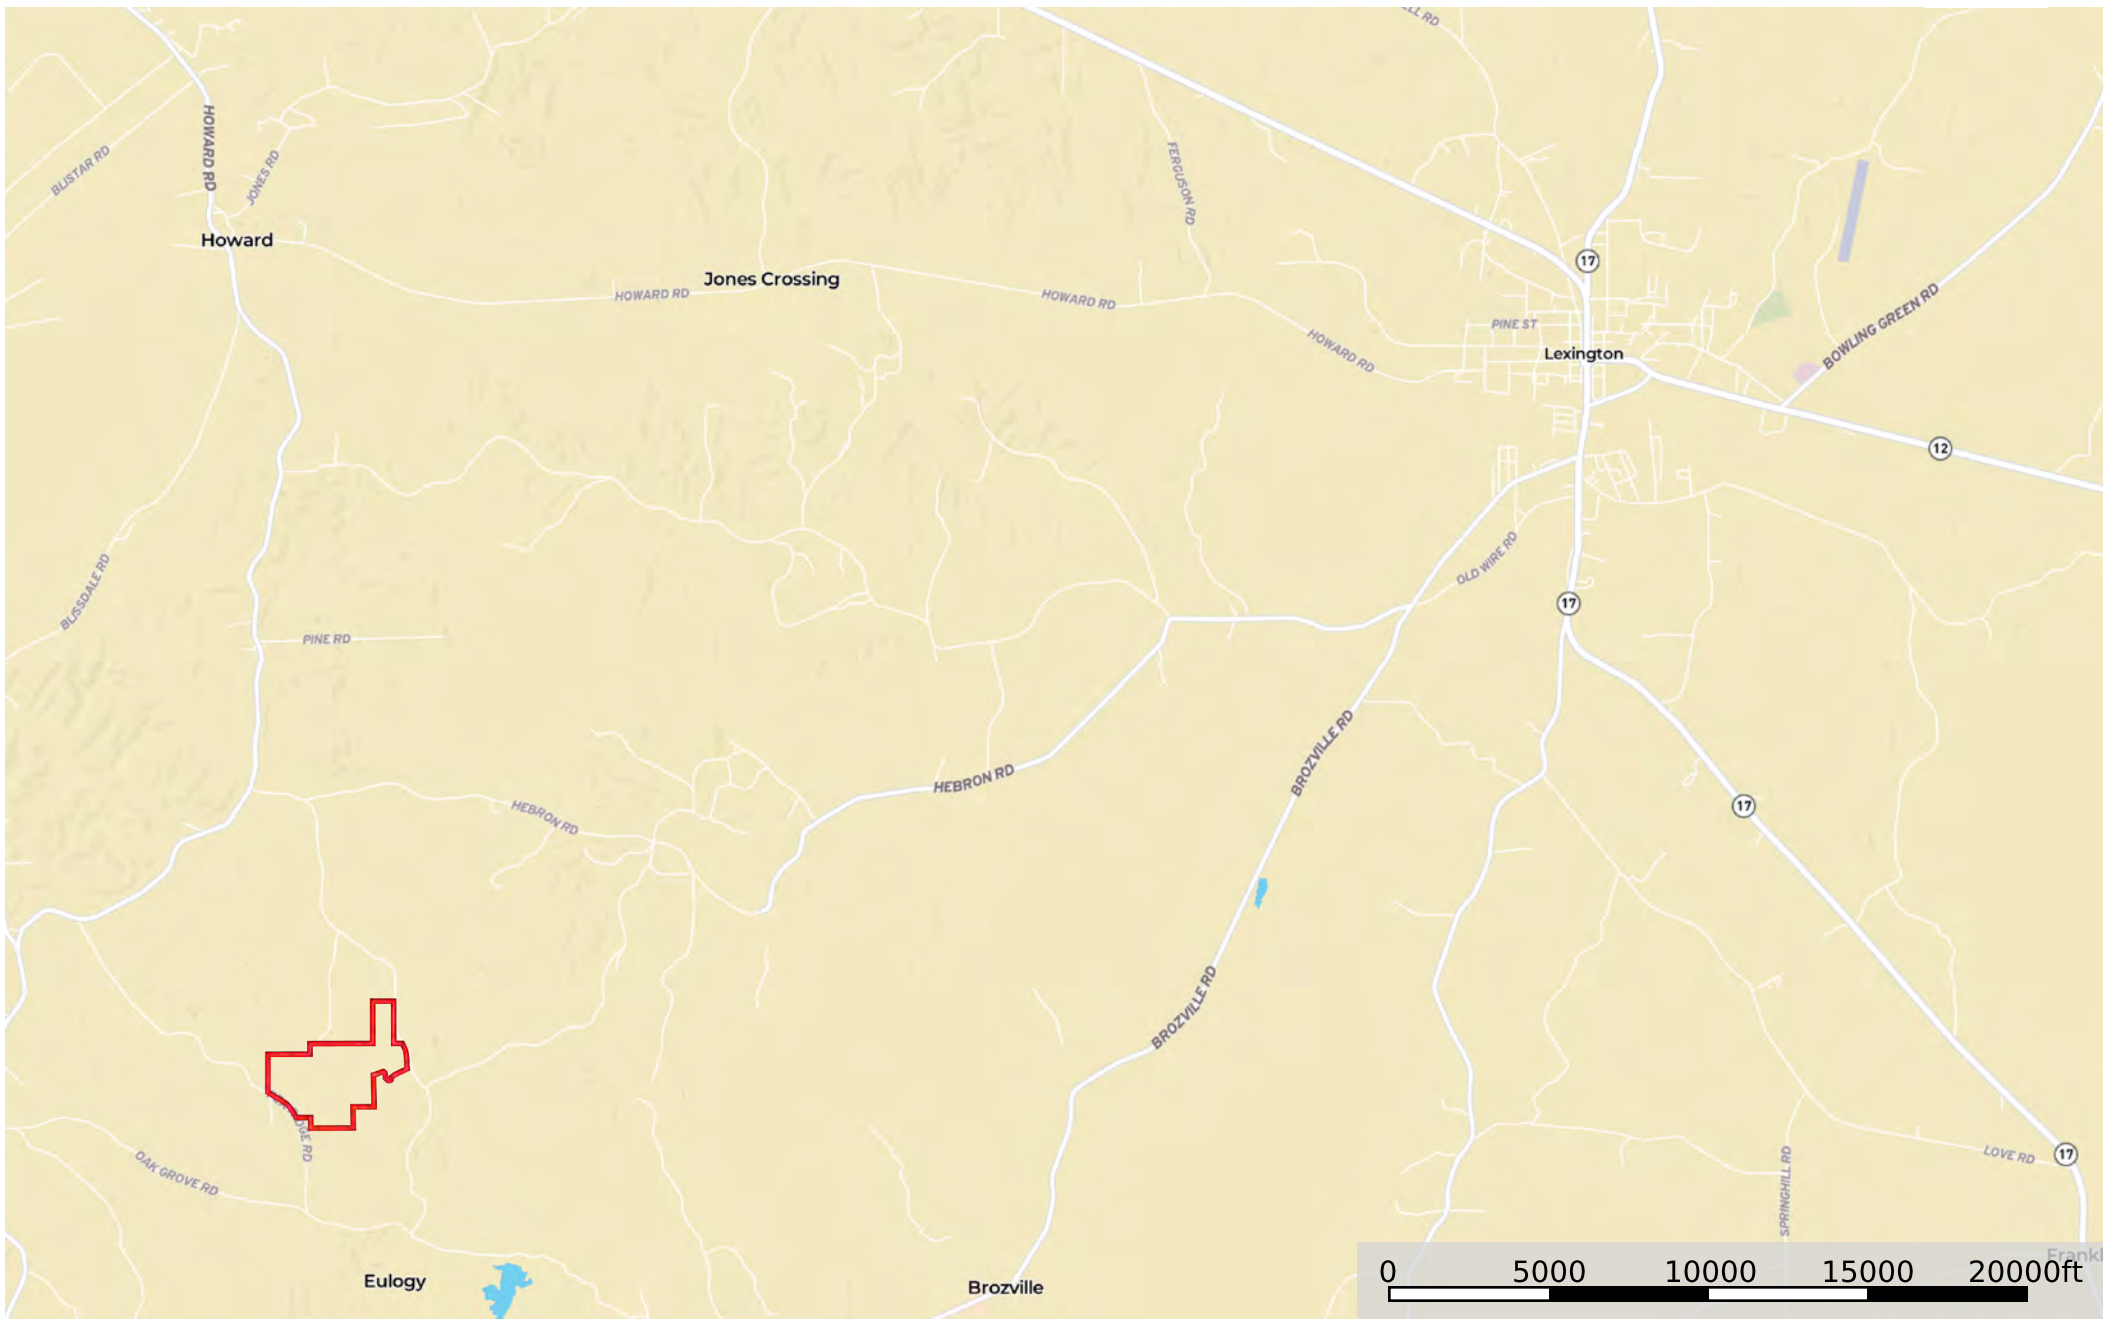 HOWARD RD
BLISTAR RD
JONES RD
FERGUSON RD
Howard
17
Jones Crossing
HOWARD RD
HOWARD RD
PINE ST
HOWARD RD
Lexington
BOWLING GREEN RD
12
BLISSDALE RD
OLD WIRE RD
17
PINE RD
BROZVILLE RD
HEBRON RD
HEBRON RD
17
BROZVILLE RD
OAK GROVE RD
LOVE RD
17
SPRINGHILL RD
Eulogy
Brozville
0 5000 10000 15000 20000ft